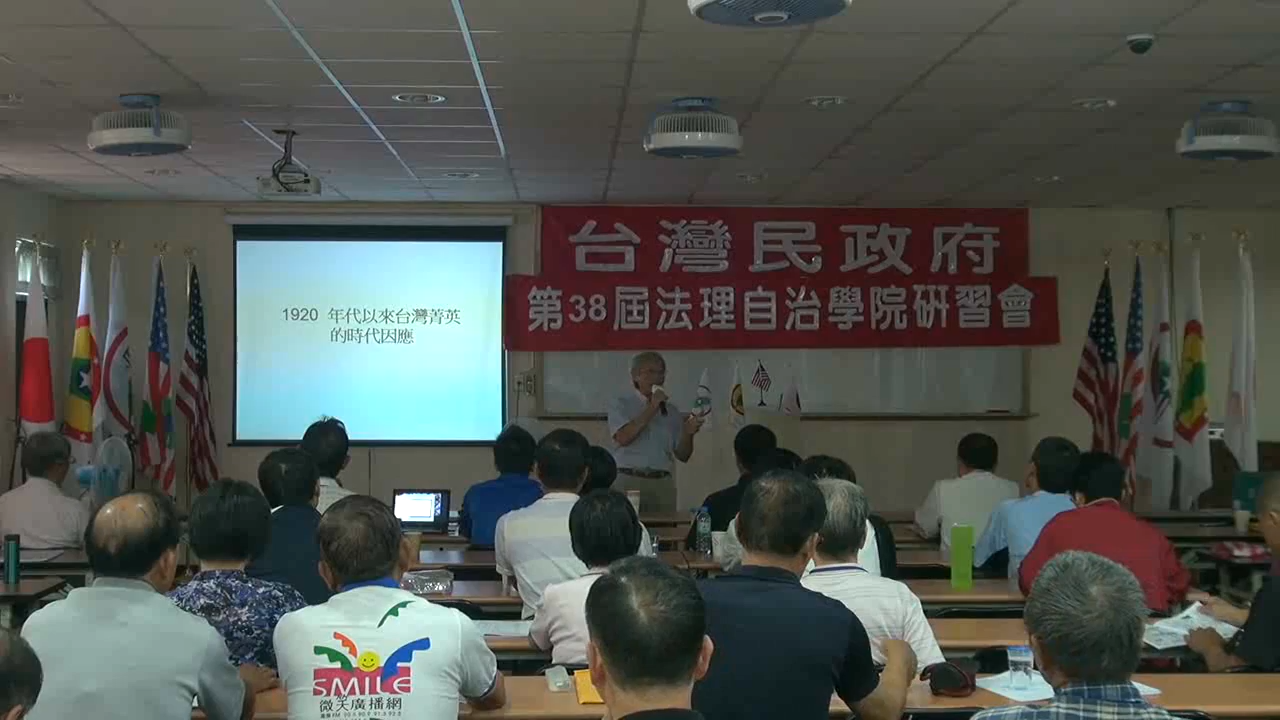 台灣民政府
第38屆法理自治學院研習會
1920 年代以來台灣菁英
的時代因應
SMILE
微笑廣播網